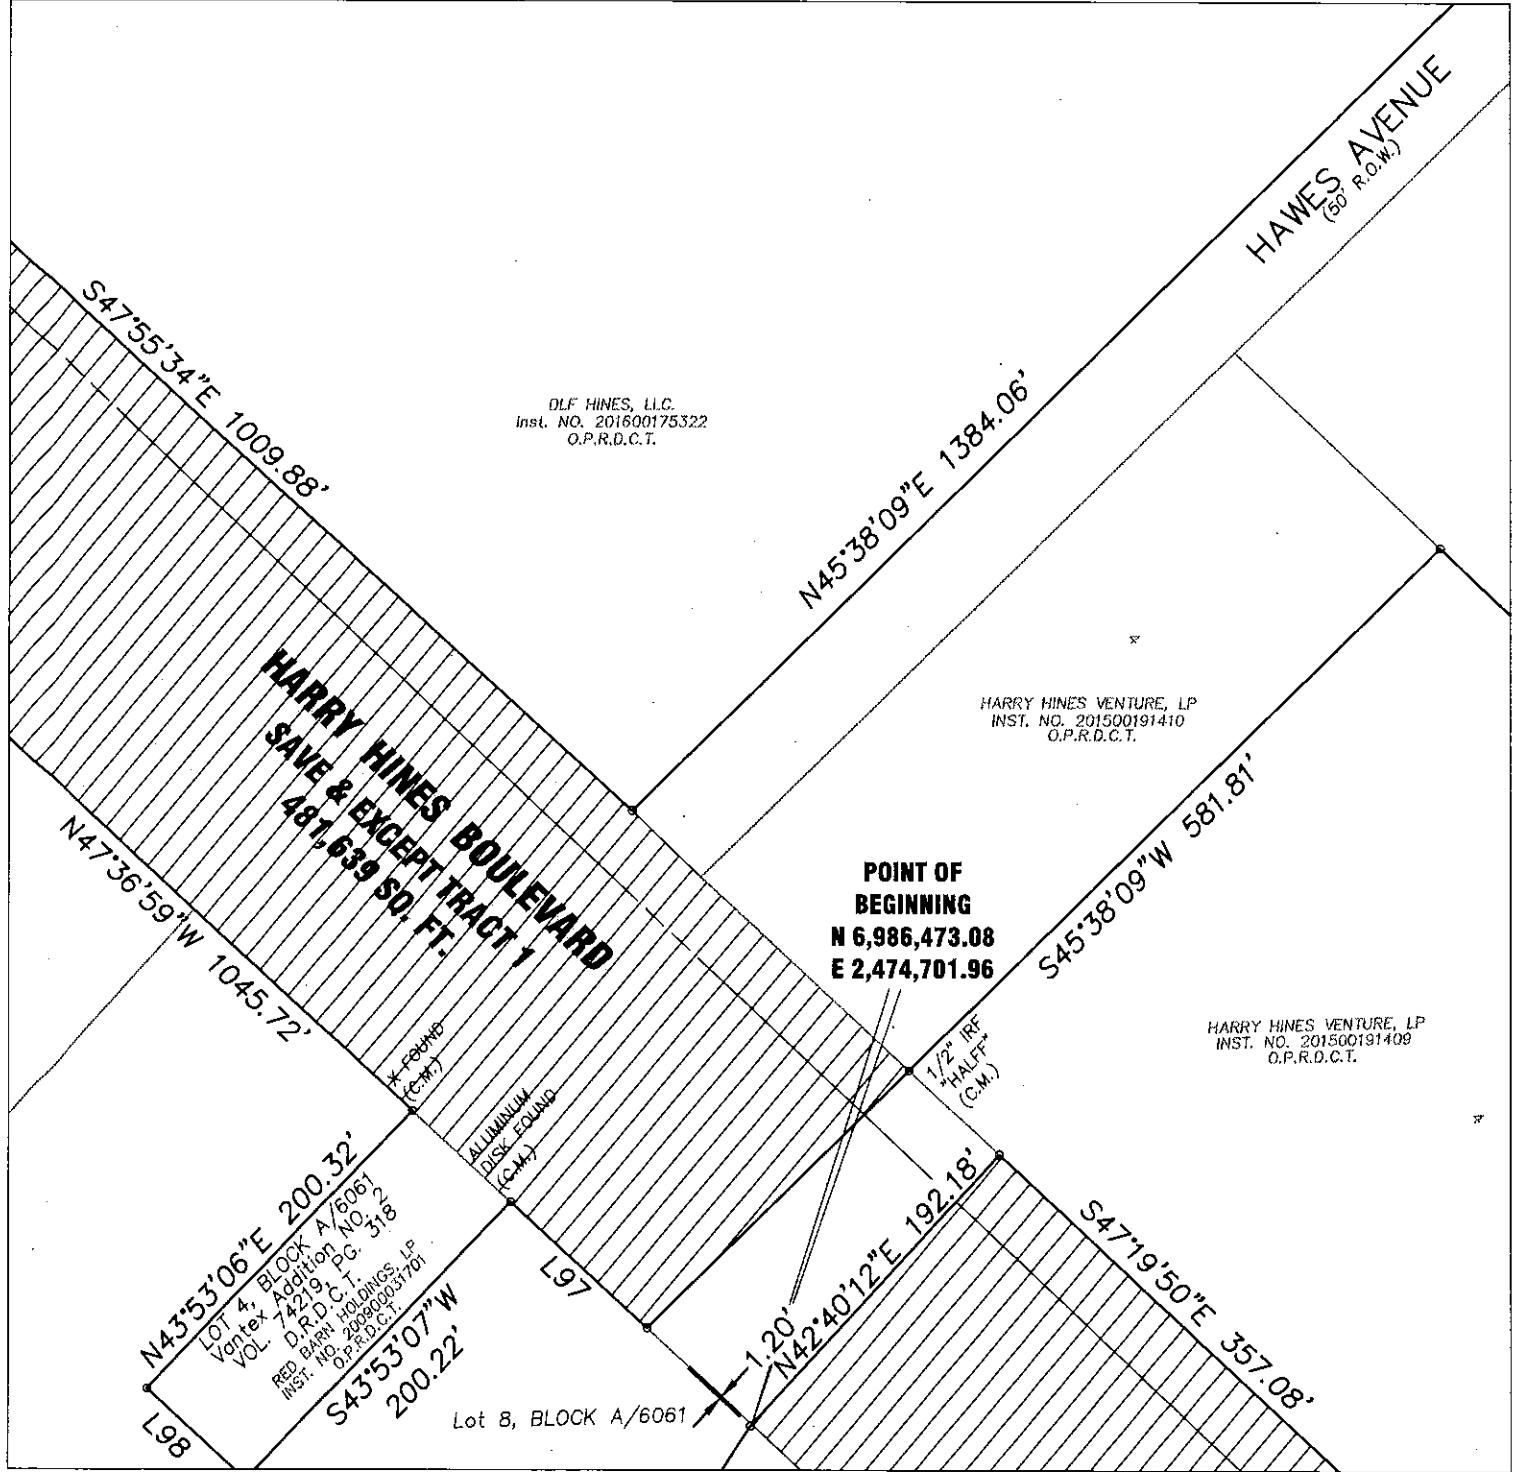 HAWES AVENUE
(50' R.O.W.)
S47°55'34"E 1009.88'
DLF HINES, LLC.
Inst. NO. 201600175322
O.P.R.D.C.T.
N45°38'09"E 1384.06'
HARRY HINES VENTURE, LP
INST. NO. 201500191410
O.P.R.D.C.T.
HARRY HINES BOULEVARD
SAVE & EXCEPT TRACT 1
481,639 SQ. FT.
S45°38'09"W 581.81'
POINT OF
BEGINNING
N 6,986,473.08
E 2,474,701.96
N47°36'59"W 1045.72'
X FOUND
(C.M.)
ALUMINUM
DISK FOUND
(C.M.)
1/2" IRF
"HALFF"
(C.M.)
HARRY HINES VENTURE, LP
INST. NO. 201500191409
O.P.R.D.C.T.
N43°53'06"E 200.32'
LOT 4, BLOCK A/6061
Vantex Addition NO. 2
VOL. 74219, PG. 318
D.R.D.C.T.
RED BARN HOLDINGS, LP
INST. NO. 200900031701
O.P.R.D.C.T.
S43°53'07"W
200.22'
L97
L98
1.20'
N42°40'12"E 192.18'
S47°19'50"E 357.08'
Lot 8, BLOCK A/6061